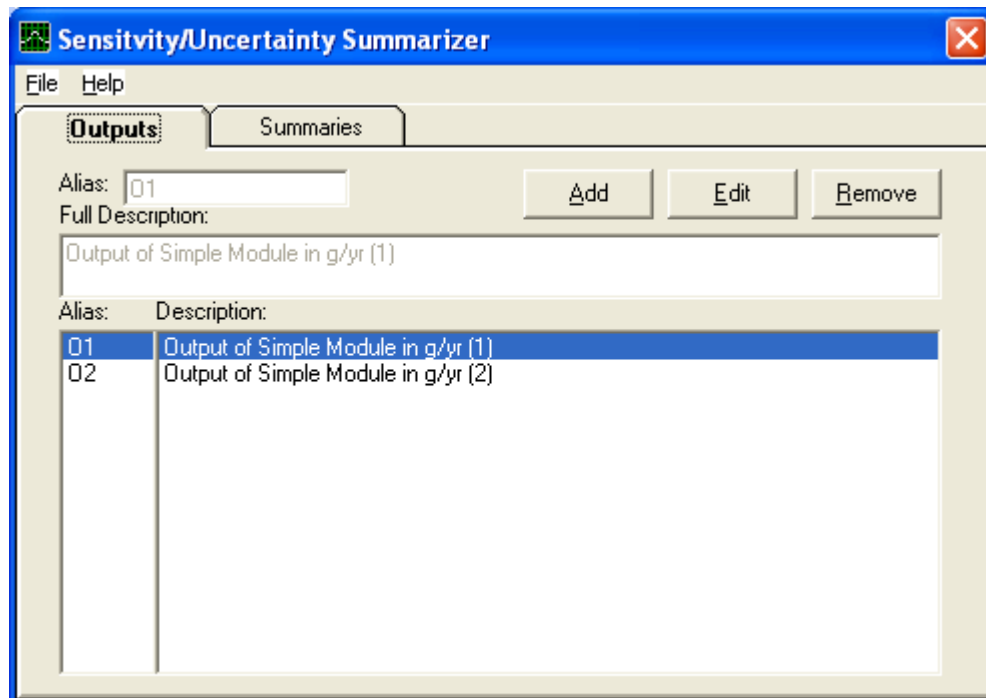 Sensitvity/Uncertainty Summarizer
File Help
Outputs Summaries
Alias: O1 Add Edit Remove
Full Description:
Output of Simple Module in g/yr (1)
Alias: Description:
O1 Output of Simple Module in g/yr (1)
O2 Output of Simple Module in g/yr (2)